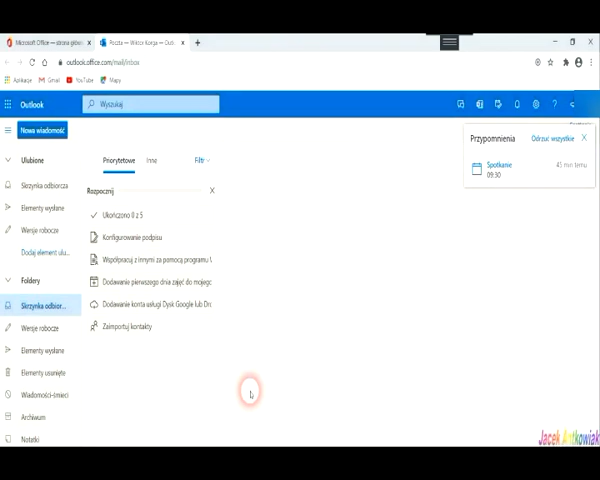 Microsoft Office — strona główn
Poczta — Wiktor Konija — Outl
outlook.office.com/mail/inbox
Aplikacje
Gmail
YouTube
Mapy
Outlook
Wyszukaj
Nowa wiadomość
Ulubione
Skrzynka odbiorcza
Elementy wysłane
Wersje robocze
Dodaj element ulu...
Foldery
Skrzynka odbior...
Wersje robocze
Elementy wysłane
Elementy usunięte
Wiadomości-śmieci
Archiwum
Notatki
Priorytetowe
Inne
Filtr
Rozpocznij
Ukończono 0 z 5
Konfigurowanie podpisu
Współpracuj z innymi za pomocą programu
Dodawanie pierwszego dnia zajęć do mojego
Dodawanie konta usługi Dysk Google lub Dro
Zaimportuj kontakty
Przypomnienia
Odrzuć wszystkie
Spotkanie
45 min temu
09:30
Jacek Antkowiak